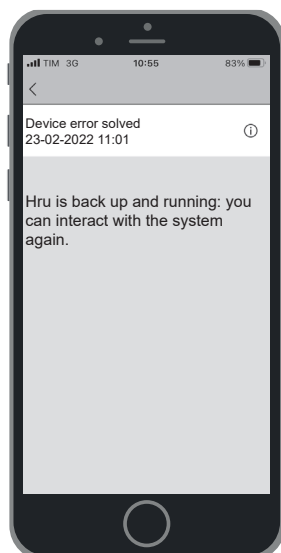 TIM 3G 10:55 83%
Device error solved
23-02-2022 11:01
Hru is back up and running: you
can interact with the system
again.